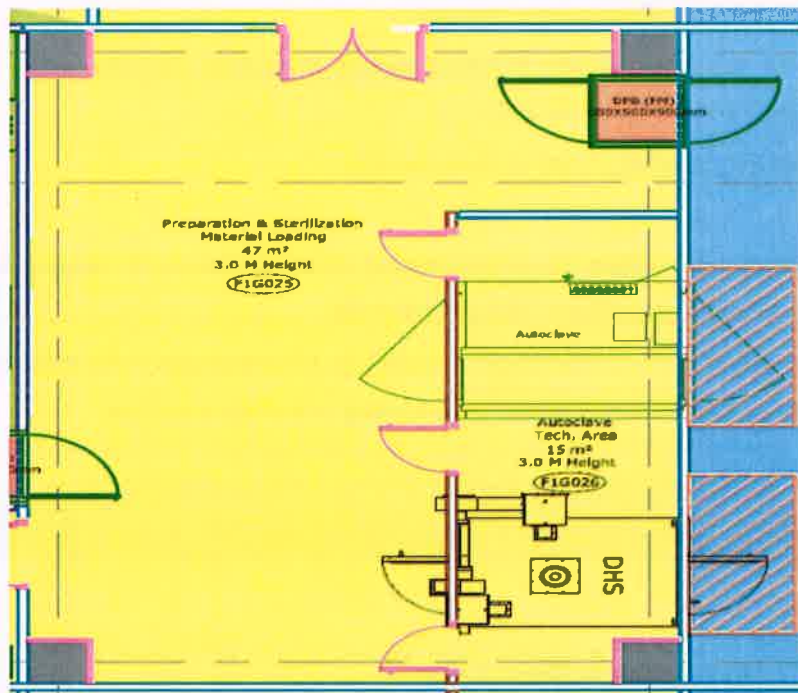 DPB (FPF)
Preparation & Sterilization
Material Loading
47 m²
3.0 M Height
F1G025
Autoclave
Autoclave
Tech. Area
15 m²
3.0 M Height
F1G026
DHS